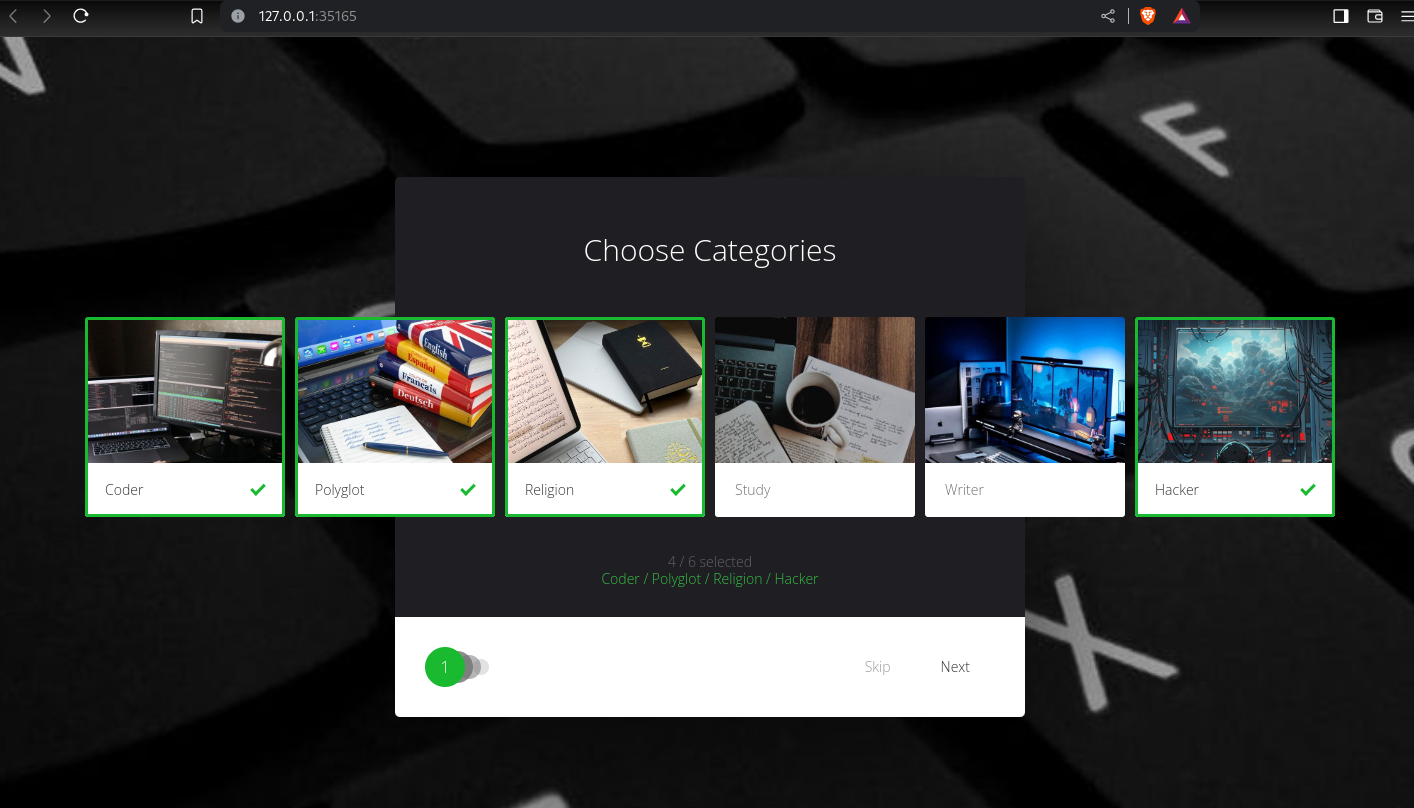 127.0.0.1:35165
F
Choose Categories
English
Español
Français
Deutsch
Coder
Polyglot
Religion
Study
Writer
Hacker
4 / 6 selected
Coder / Polyglot / Religion / Hacker
X
1
Skip
Next